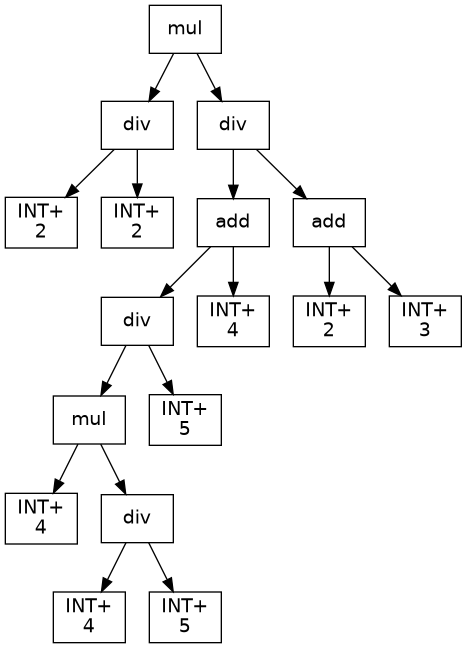 mul
div
div
INT+
2
INT+
2
add
add
div
INT+
4
INT+
2
INT+
3
mul
INT+
5
INT+
4
div
INT+
4
INT+
5